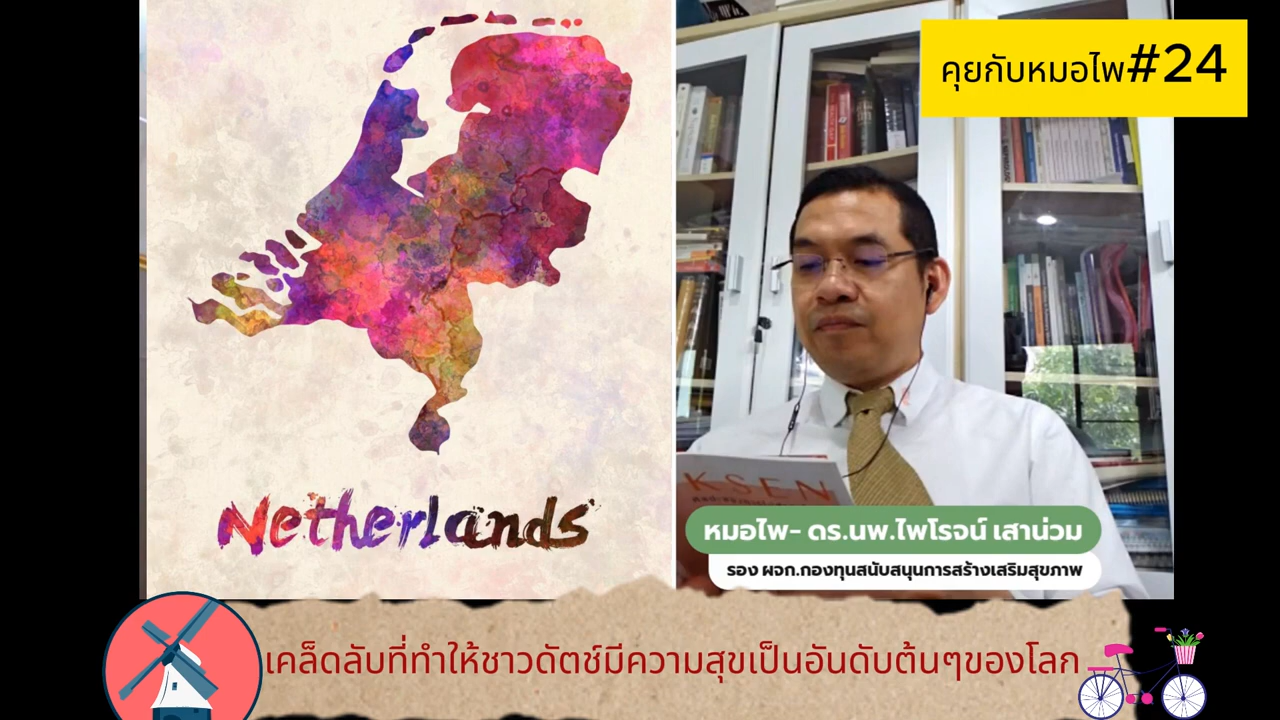 คุยกับหมอไพ#24
Netherlands
KSEN
หมอไพ- ดร.นพ.ไพโรจน์ เสาน่วม
รอง ผจก.กองทุนสนับสนุนการสร้างเสริมสุขภาพ
เคล็ดลับที่ทำให้ชาวดัตช์มีความสุขเป็นอันดับต้นๆของโลก